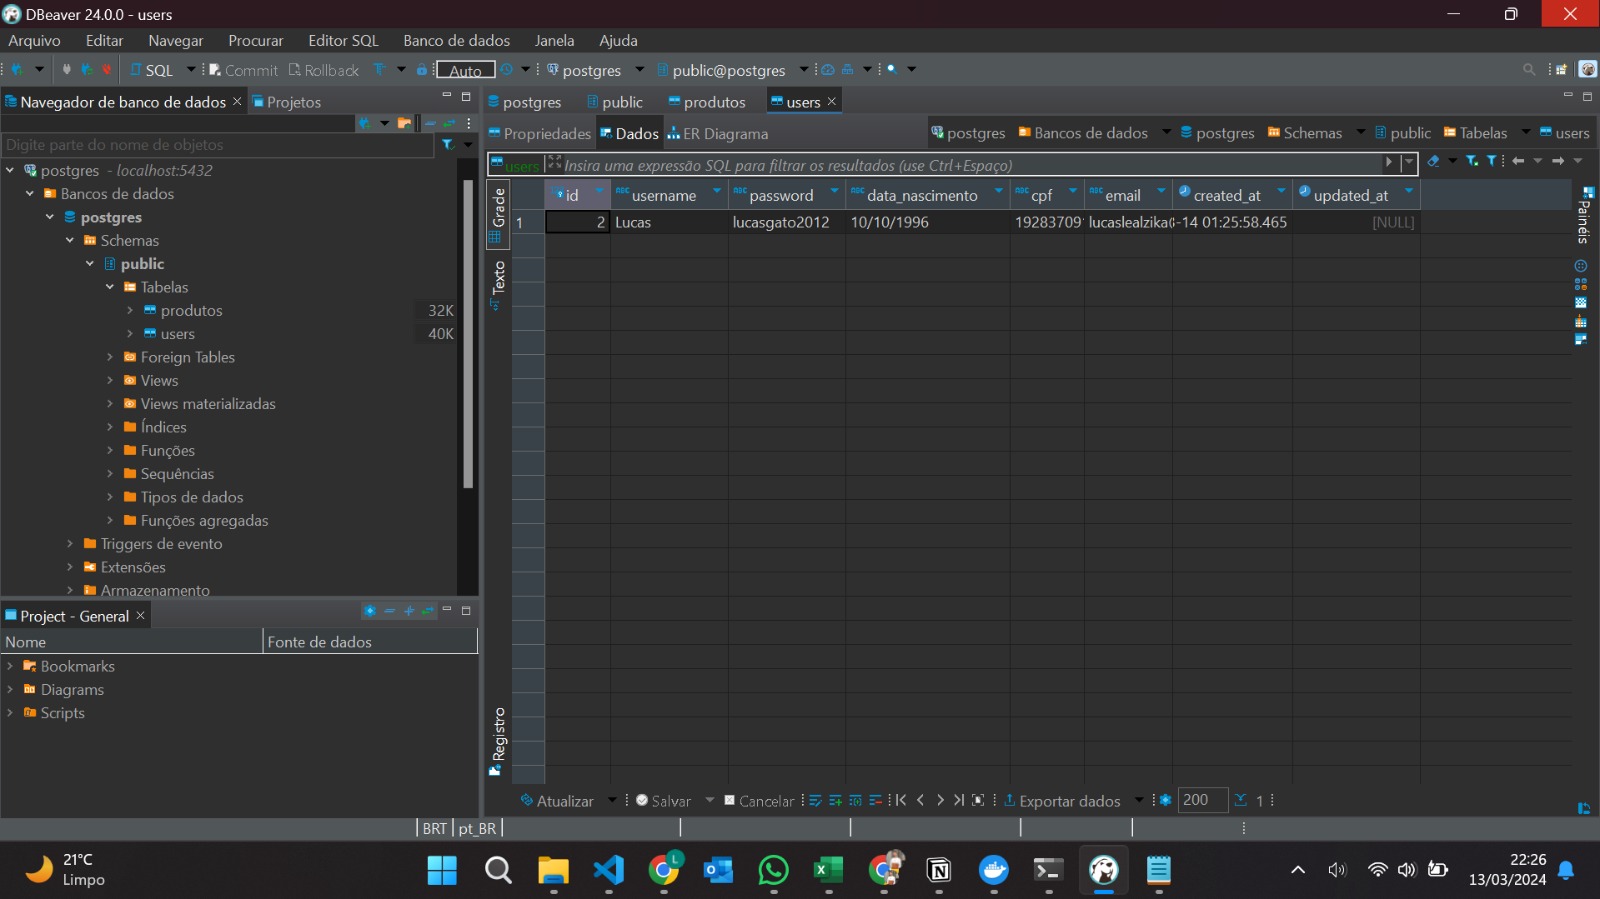 DBeaver 24.0.0 - users
Arquivo Editar Navegar Procurar Editor SQL Banco de dados Janela Ajuda
SQL Commit Rollback Auto postgres public@postgres
Navegador de banco de dados Projetos
Digite parte do nome de objetos
postgres - localhost:5432
Bancos de dados
postgres
Schemas
public
Tabelas
produtos 32K
users 40K
Foreign Tables
Views
Views materializadas
Índices
Funções
Sequências
Tipos de dados
Funções agregadas
Triggers de evento
Extensões
Armazenamento
Project - General
Nome Fonte de dados
Bookmarks
Diagrams
Scripts
postgres public produtos users
Propriedades Dados ER Diagrama
postgres Bancos de dados postgres Schemas public Tabelas users
users Insira uma expressão SQL para filtrar os resultados (use Ctrl+Espaço)
Grade
Texto
Registro
id ABC username ABC password ABC data_nascimento ABC cpf ABC email created_at updated_at
1 2 Lucas lucasgato2012 10/10/1996 19283709 lucaslealzika -14 01:25:58.465 [NULL]
Painéis
Atualizar Salvar Cancelar Exportar dados 200 1
BRT pt_BR
21°C
Limpo
L
22:26
13/03/2024